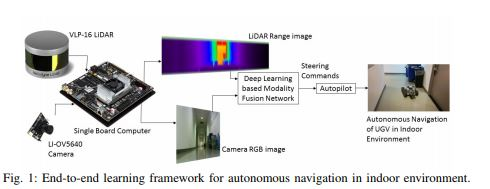 VLP-16 LiDAR
LiDAR Range image
Deep Learning
based Modality
Fusion Network
Steering
Commands
Autopilot
Single Board Computer
LI-OV5640
Camera
Camera RGB image
Autonomous Navigation
of UGV in Indoor
Environment
Fig. 1: End-to-end learning framework for autonomous navigation in indoor environment.